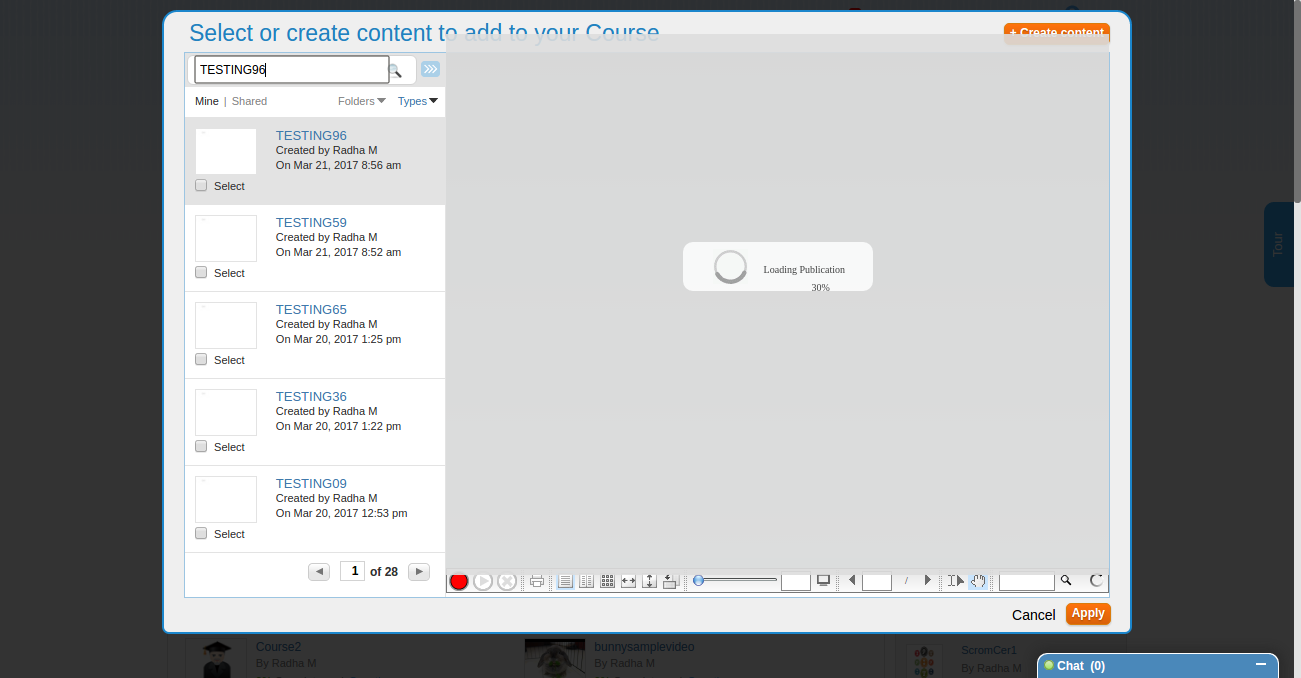 Select or create content to add to your Course
+ Create content
TESTING96
Mine | Shared
Folders
Types
TESTING96
Created by Radha M
On Mar 21, 2017 8:56 am
Select
TESTING59
Created by Radha M
On Mar 21, 2017 8:52 am
Select
TESTING65
Created by Radha M
On Mar 20, 2017 1:25 pm
Select
TESTING36
Created by Radha M
On Mar 20, 2017 1:22 pm
Select
TESTING09
Created by Radha M
On Mar 20, 2017 12:53 pm
Select
1 of 28
Loading Publication
30%
/
Cancel
Apply
Tour
Course2
By Radha M
bunnysamplevideo
By Radha M
ScromCer1
By Radha M
Chat (0)